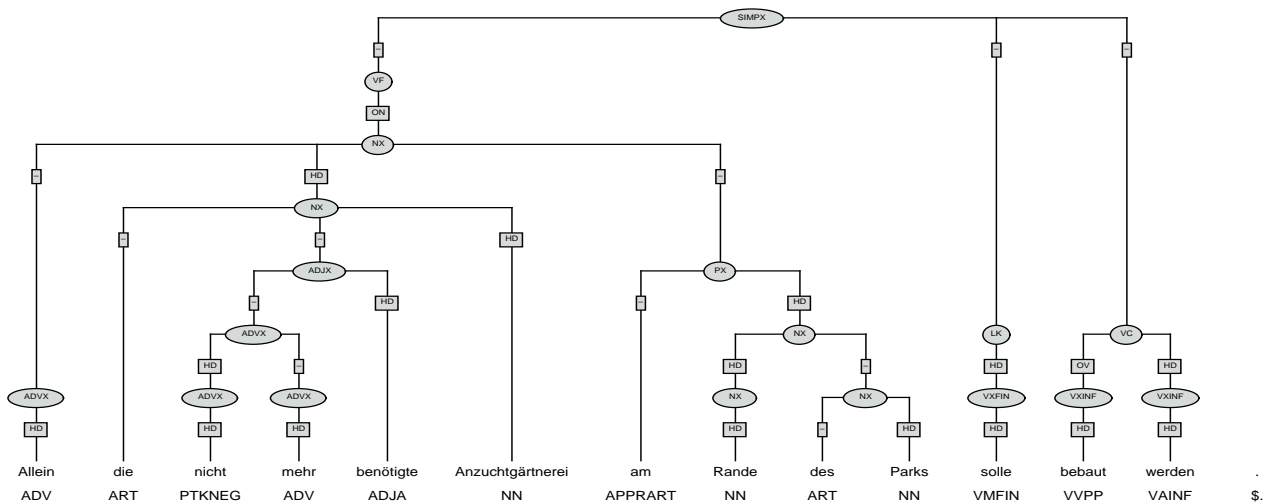 SIMPX
– – –
VF
ON
NX
– HD –
NX
– – HD
ADJX PX
– HD – HD
ADVX NX LK VC
HD – HD – HD OV HD
ADVX ADVX ADVX NX NX VXFIN VXINF VXINF
HD HD HD HD – HD HD HD HD
Allein die nicht mehr benötigte Anzuchtgärtnerei am Rande des Parks solle bebaut werden .
ADV ART PTKNEG ADV ADJA NN APPRART NN ART NN VMFIN VVPP VAINF $.